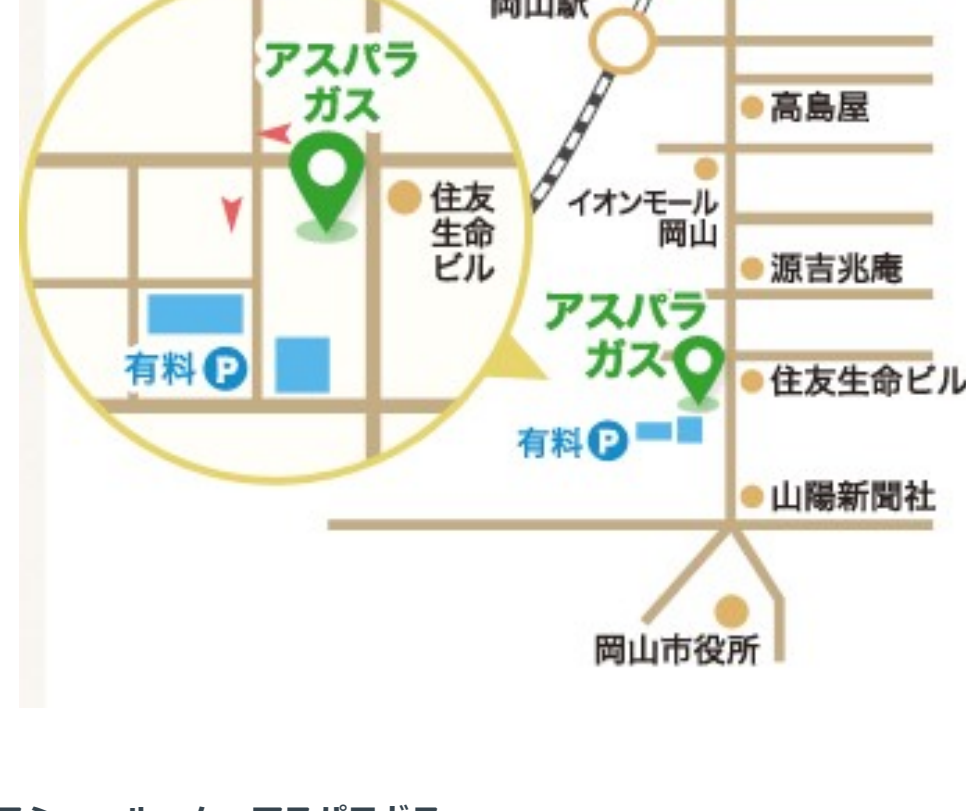 岡山駅
アスパラ
ガス
高島屋
イオンモール
岡山
住友
生命
ビル
源吉兆庵
アスパラ
ガス
住友生命ビル
有料 P
有料 P
山陽新聞社
岡山市役所